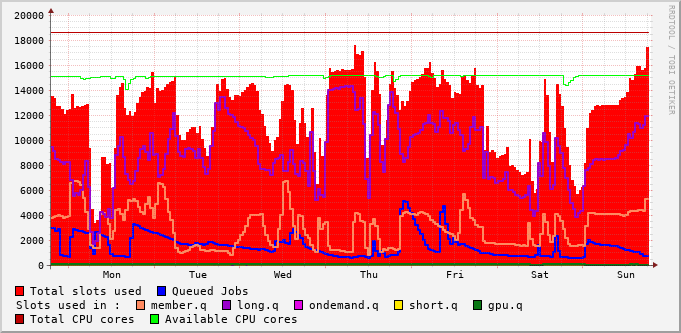 20000
18000
16000
14000
12000
10000
8000
6000
4000
2000
0
Mon Tue Wed Thu Fri Sat Sun
RRDTOOL / TOBI OETIKER
Total slots used Queued Jobs
Slots used in : member.q long.q ondemand.q short.q gpu.q
Total CPU cores Available CPU cores